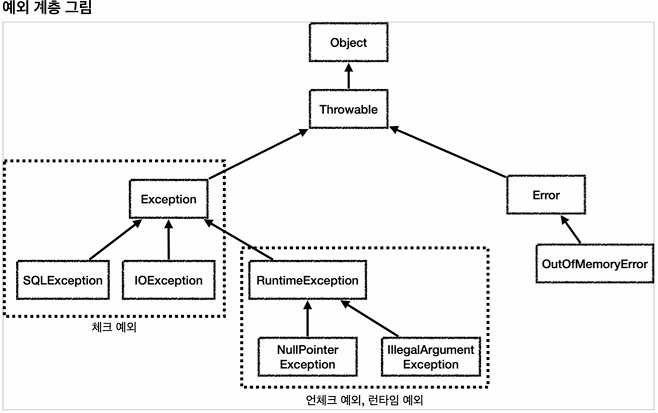 예외 계층 그림
Object
Throwable
Exception
Error
SQLException
IOException
RuntimeException
OutOfMemoryError
체크 예외
NullPointer
Exception
IllegalArgument
Exception
언체크 예외, 런타임 예외